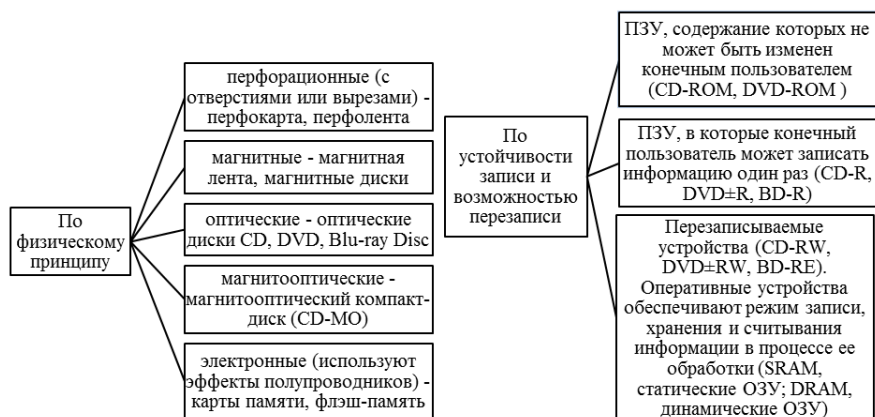 По
физическому
принципу
перфорационные (с
отверстиями или вырезами) -
перфокарта, перфолента
магнитные - магнитная
лента, магнитные диски
оптические - оптические
диски CD, DVD, Blu-ray Disc
магнитооптические -
магнитооптический компакт-
диск (CD-MO)
электронные (используют
эффекты полупроводников) -
карты памяти, флэш-память
По
устойчивости
записи и
возможностью
перезаписи
ПЗУ, содержание которых не
может быть изменен
конечным пользователем
(CD-ROM, DVD-ROM )
ПЗУ, в которые конечный
пользователь может записать
информацию один раз (CD-R,
DVD±R, BD-R)
Перезаписываемые
устройства (CD-RW,
DVD±RW, BD-RE).
Оперативные устройства
обеспечивают режим записи,
хранения и считывания
информации в процессе ее
обработки (SRAM,
статические ОЗУ; DRAM,
динамические ОЗУ)